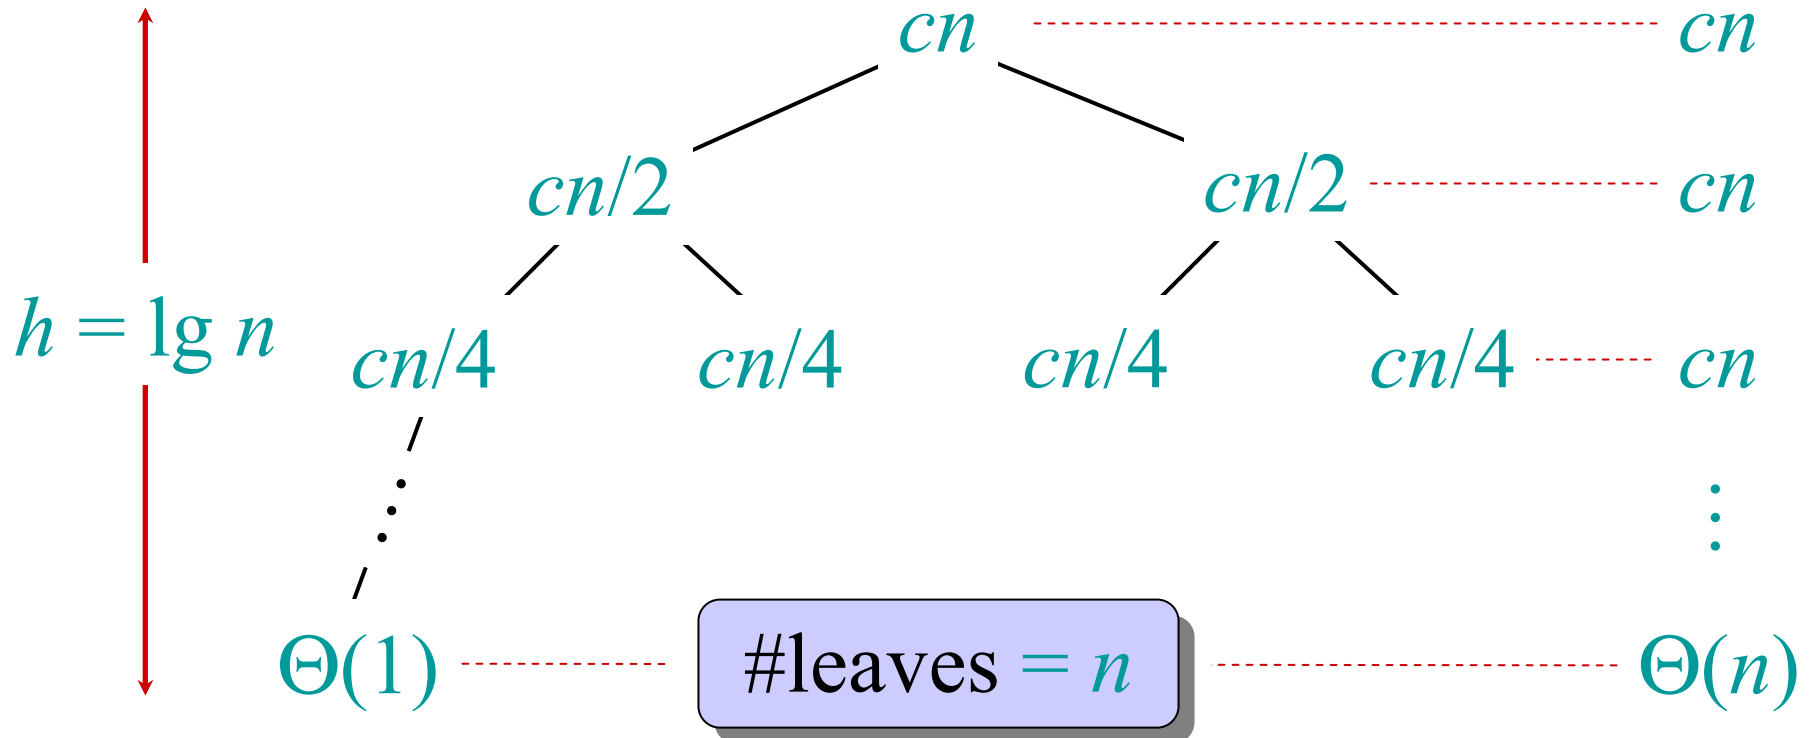 cn cn
cn/2 cn/2 cn
h = lg n
cn/4 cn/4 cn/4 cn/4 cn
Θ(1) #leaves = n Θ(n)